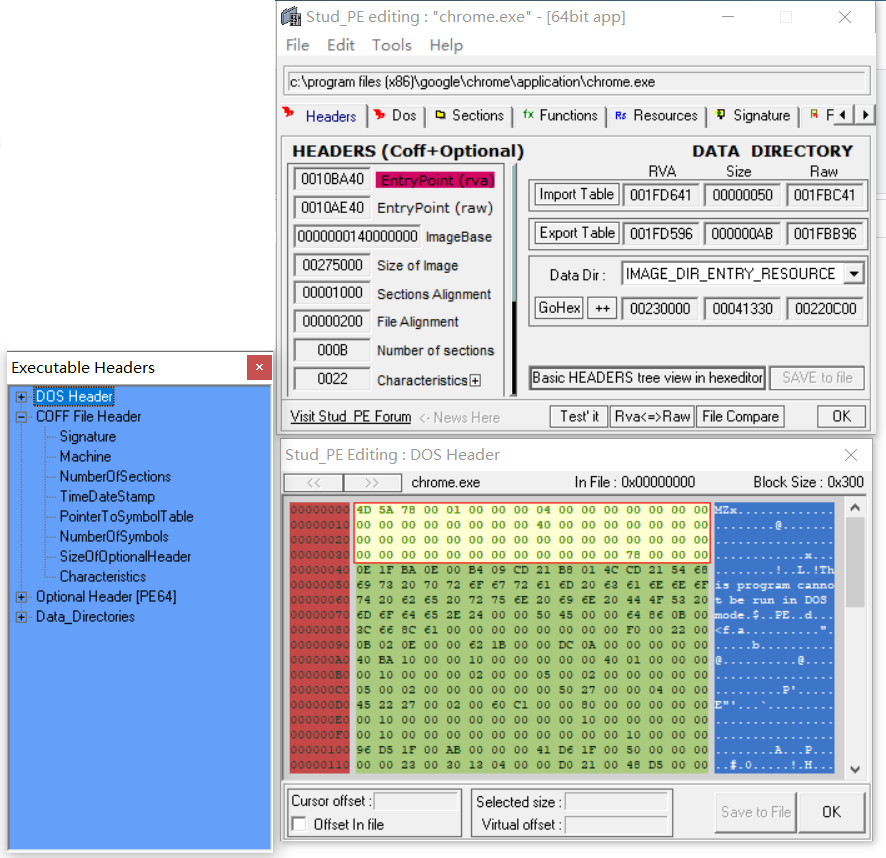 Stud_PE editing : "chrome.exe" - [64bit app]
File Edit Tools Help
c:\program files (x86)\google\chrome\application\chrome.exe
Headers Dos Sections fx Functions Rs Resources Signature R F
HEADERS (Coff+Optional)
0010BA40 EntryPoint (rva)
0010AE40 EntryPoint (raw)
0000000140000000 ImageBase
00275000 Size of Image
00001000 Sections Alignment
00000200 File Alignment
000B Number of sections
0022 Characteristics
DATA DIRECTORY
RVA Size Raw
Import Table 001FD641 00000050 001FBC41
Export Table 001FD596 000000AB 001FBB96
Data Dir : IMAGE_DIR_ENTRY_RESOURCE
GoHex ++ 00230000 00041330 00220C00
Basic HEADERS tree view in hexeditor SAVE to file
Visit Stud_PE Forum <- News Here Test' it Rva<=>Raw File Compare OK
Executable Headers
DOS Header
COFF File Header
Signature
Machine
NumberOfSections
TimeDateStamp
PointerToSymbolTable
NumberOfSymbols
SizeOfOptionalHeader
Characteristics
Optional Header [PE64]
Data_Directories
Stud_PE Editing : DOS Header
<< >> chrome.exe In File : 0x00000000 Block Size : 0x300
00000000 4D 5A 78 00 01 00 00 00 04 00 00 00 00 00 00 00 MZx.............
00000010 00 00 00 00 00 00 00 00 40 00 00 00 00 00 00 00 ........@.......
00000020 00 00 00 00 00 00 00 00 00 00 00 00 00 00 00 00 ................
00000030 00 00 00 00 00 00 00 00 00 00 00 00 78 00 00 00 ............x...
00000040 0E 1F BA 0E 00 B4 09 CD 21 B8 01 4C CD 21 54 68 ........!..L.!Th
00000050 69 73 20 70 72 6F 67 72 61 6D 20 63 61 6E 6E 6F is program canno
00000060 74 20 62 65 20 72 75 6E 20 69 6E 20 44 4F 53 20 t be run in DOS
00000070 6D 6F 64 65 2E 24 00 00 50 45 00 00 64 86 0B 00 mode.$..PE..d...
00000080 3C 66 8C 61 00 00 00 00 00 00 00 00 F0 00 22 00 <f.a..........".
00000090 0B 02 0E 00 00 62 1B 00 00 DC 0A 00 00 00 00 00 .....b..........
000000A0 40 BA 10 00 00 10 00 00 00 00 00 40 01 00 00 00 @..........@....
000000B0 00 10 00 00 00 02 00 00 05 00 02 00 00 00 00 00 ................
000000C0 05 00 02 00 00 00 00 00 00 50 27 00 00 04 00 00 .........P'.....
000000D0 45 22 27 00 02 00 60 C1 00 00 80 00 00 00 00 00 E"'...`.........
000000E0 00 10 00 00 00 00 00 00 00 00 10 00 00 00 00 00 ................
000000F0 00 10 00 00 00 00 00 00 00 00 00 00 10 00 00 00 ................
00000100 96 D5 1F 00 AB 00 00 00 41 D6 1F 00 50 00 00 00 ........A...P...
00000110 00 00 23 00 30 13 04 00 00 D0 21 00 48 D5 00 00 ..#.0.....!.H...
Cursor offset :
Offset In file
Selected size :
Virtual offset :
Save to File OK